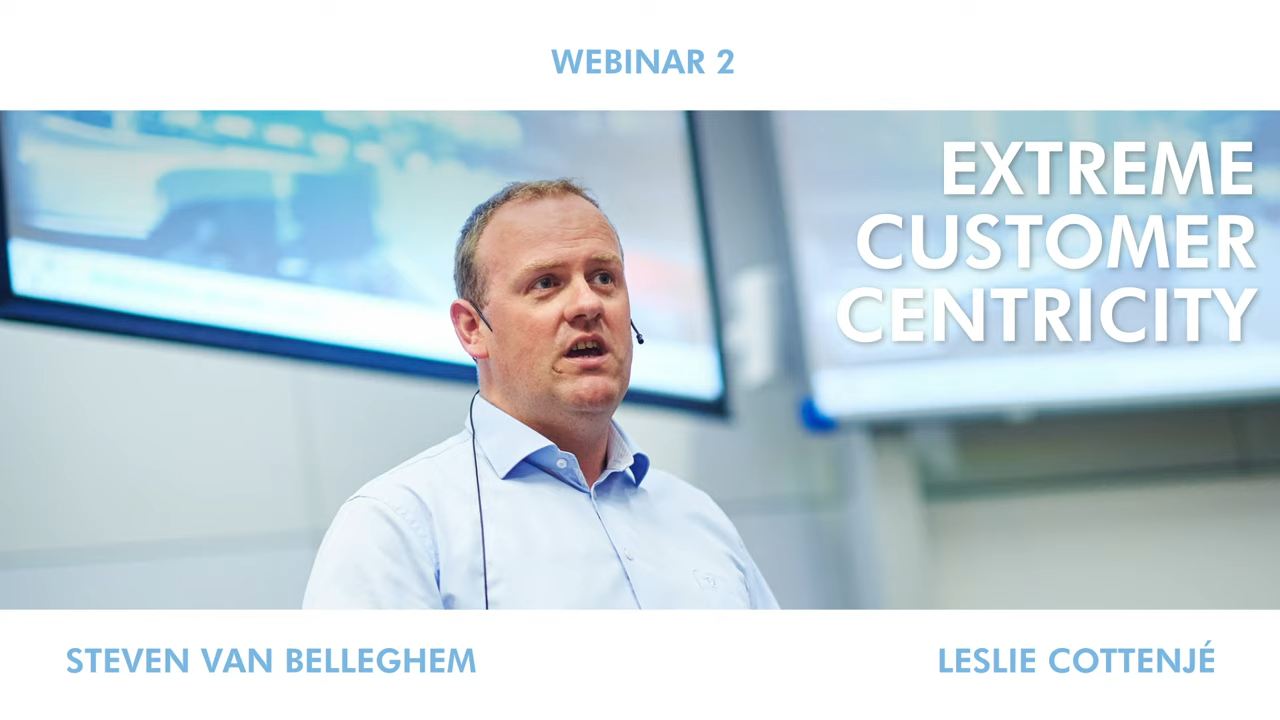 WEBINAR 2
EXTREME
CUSTOMER
CENTRICITY
STEVEN VAN BELLEGHEM
LESLIE COTTENJÉ